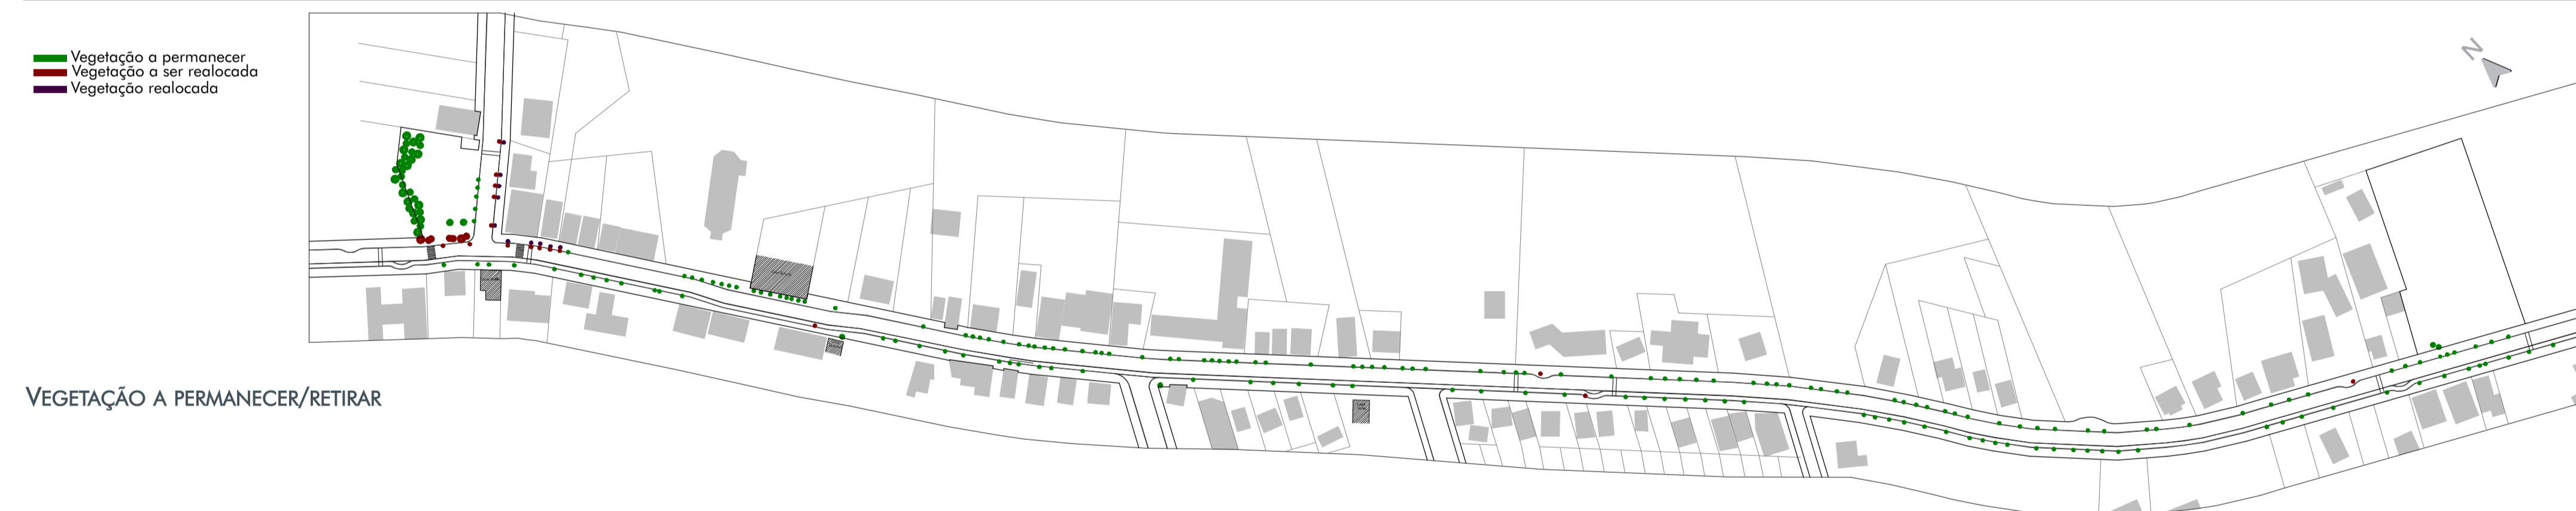 Vegetação a permanecer
Vegetação a ser realocada
Vegetação realocada
N
VEGETAÇÃO A PERMANECER/RETIRAR